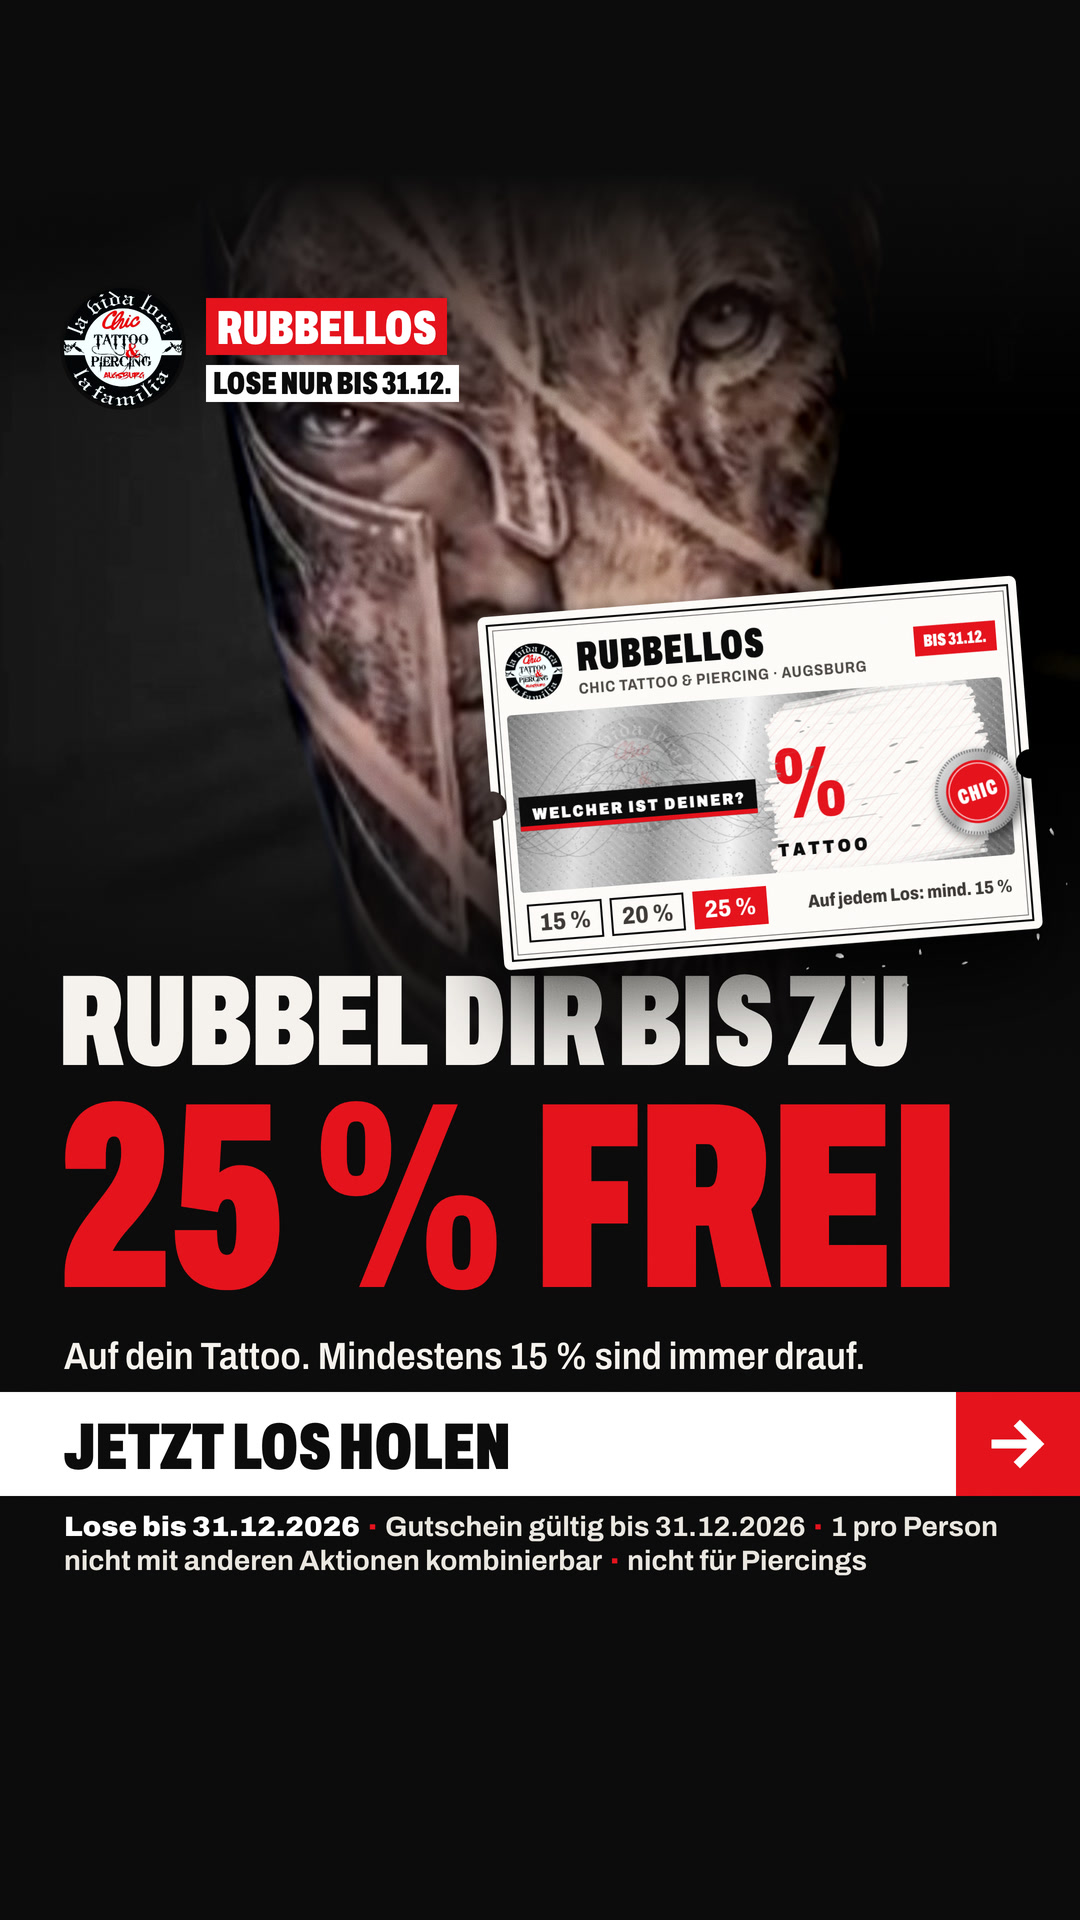 la vida loca
Chic
TATTOO
&
PIERCING
AUGSBURG
la familia
RUBBELLOS
LOSE NUR BIS 31.12.
RUBBELLOS
BIS 31.12.
CHIC TATTOO & PIERCING · AUGSBURG
WELCHER IST DEINER?
%
TATTOO
CHIC
15 %
20 %
25 %
Auf jedem Los: mind. 15 %
RUBBEL DIR BIS ZU
25 % FREI
Auf dein Tattoo. Mindestens 15 % sind immer drauf.
JETZT LOS HOLEN
Lose bis 31.12.2026 · Gutschein gültig bis 31.12.2026 · 1 pro Person
nicht mit anderen Aktionen kombinierbar · nicht für Piercings